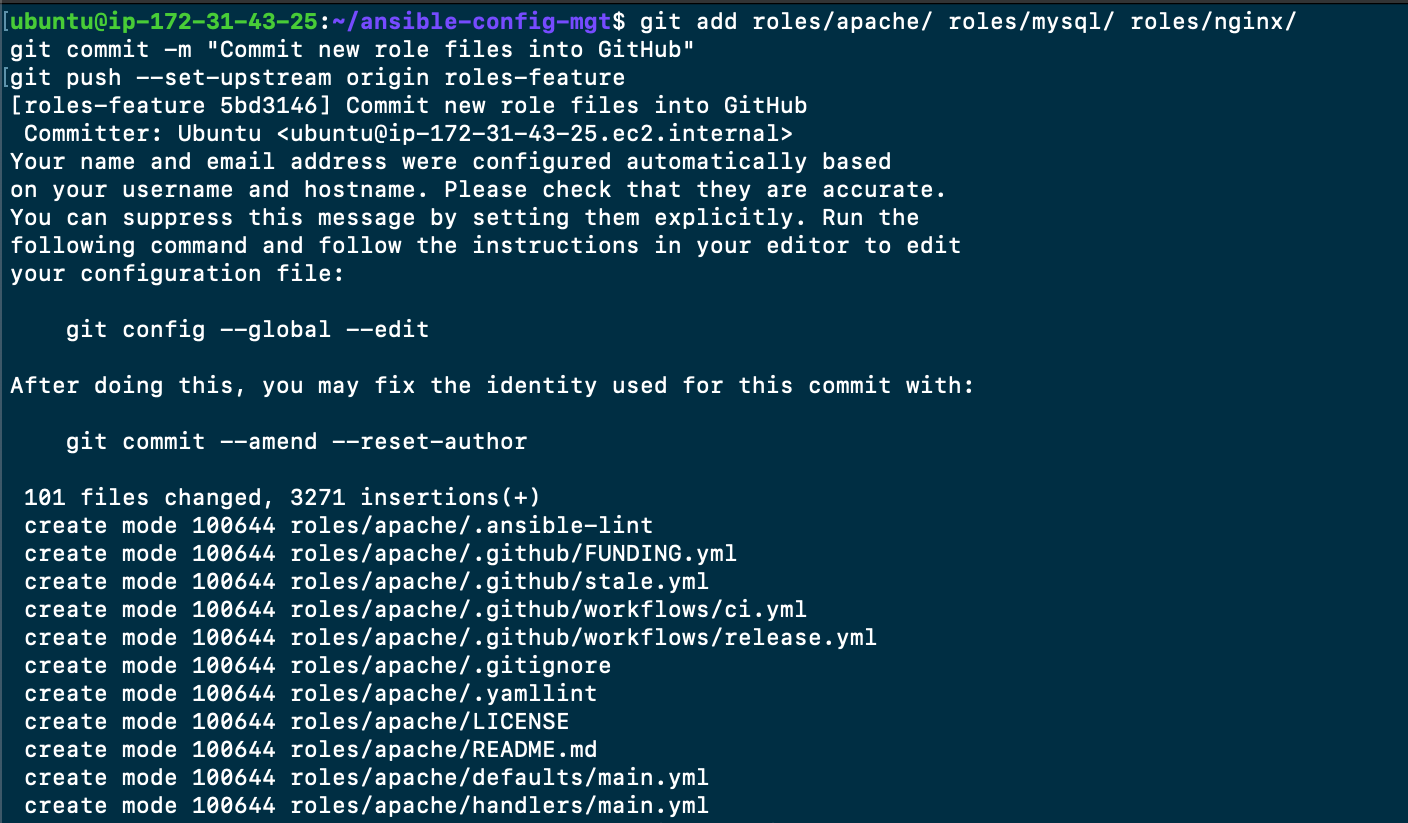 ubuntu@ip-172-31-43-25:~/ansible-config-mgt$ git add roles/apache/ roles/mysql/ roles/nginx/
git commit -m "Commit new role files into GitHub"
git push --set-upstream origin roles-feature
[roles-feature 5bd3146] Commit new role files into GitHub
 Committer: Ubuntu <ubuntu@ip-172-31-43-25.ec2.internal>
Your name and email address were configured automatically based
on your username and hostname. Please check that they are accurate.
You can suppress this message by setting them explicitly. Run the
following command and follow the instructions in your editor to edit
your configuration file:

    git config --global --edit

After doing this, you may fix the identity used for this commit with:

    git commit --amend --reset-author

 101 files changed, 3271 insertions(+)
 create mode 100644 roles/apache/.ansible-lint
 create mode 100644 roles/apache/.github/FUNDING.yml
 create mode 100644 roles/apache/.github/stale.yml
 create mode 100644 roles/apache/.github/workflows/ci.yml
 create mode 100644 roles/apache/.github/workflows/release.yml
 create mode 100644 roles/apache/.gitignore
 create mode 100644 roles/apache/.yamllint
 create mode 100644 roles/apache/LICENSE
 create mode 100644 roles/apache/README.md
 create mode 100644 roles/apache/defaults/main.yml
 create mode 100644 roles/apache/handlers/main.yml